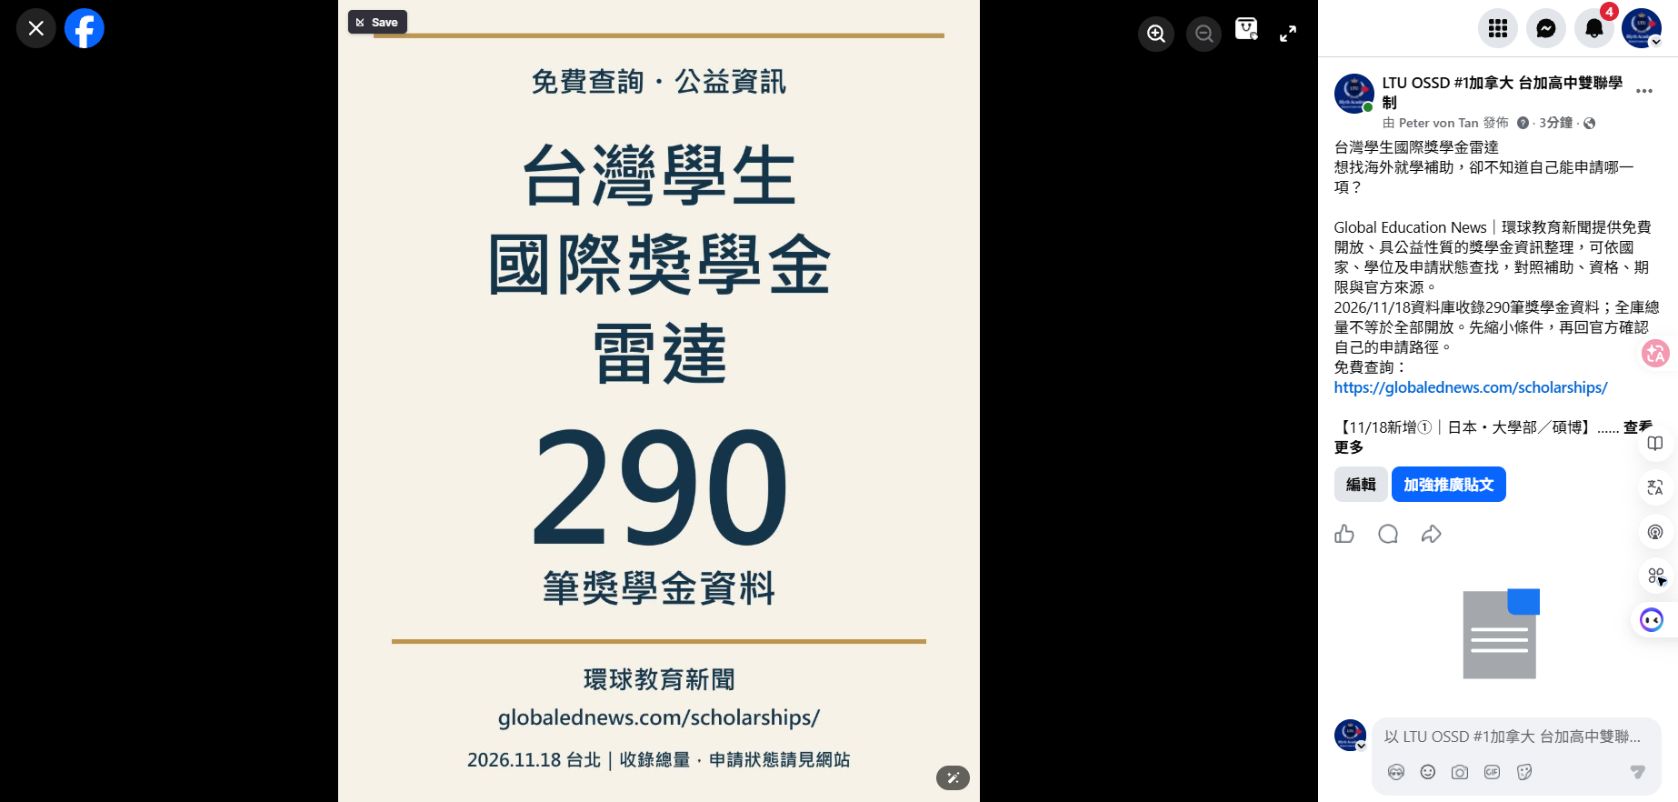 Save
免費查詢・公益資訊
台灣學生
國際獎學金
雷達
290
筆獎學金資料
環球教育新聞
globalednews.com/scholarships/
2026.11.18 台北｜收錄總量・申請狀態請見網站
4
LTU OSSD #1加拿大 台加高中雙聯學
制
由 Peter von Tan 發佈 · 3分鐘 ·
台灣學生國際獎學金雷達
想找海外就學補助，卻不知道自己能申請哪一
項？
Global Education News｜環球教育新聞提供免費
開放、具公益性質的獎學金資訊整理，可依國
家、學位及申請狀態查找，對照補助、資格、期
限與官方來源。
2026/11/18資料庫收錄290筆獎學金資料；全庫總
量不等於全部開放。先縮小條件，再回官方確認
自己的申請路徑。
免費查詢：
https://globalednews.com/scholarships/
【11/18新增①｜日本・大學部／碩博】...... 查看
更多
編輯
加強推廣貼文
以 LTU OSSD #1加拿大 台加高中雙聯...
GIF